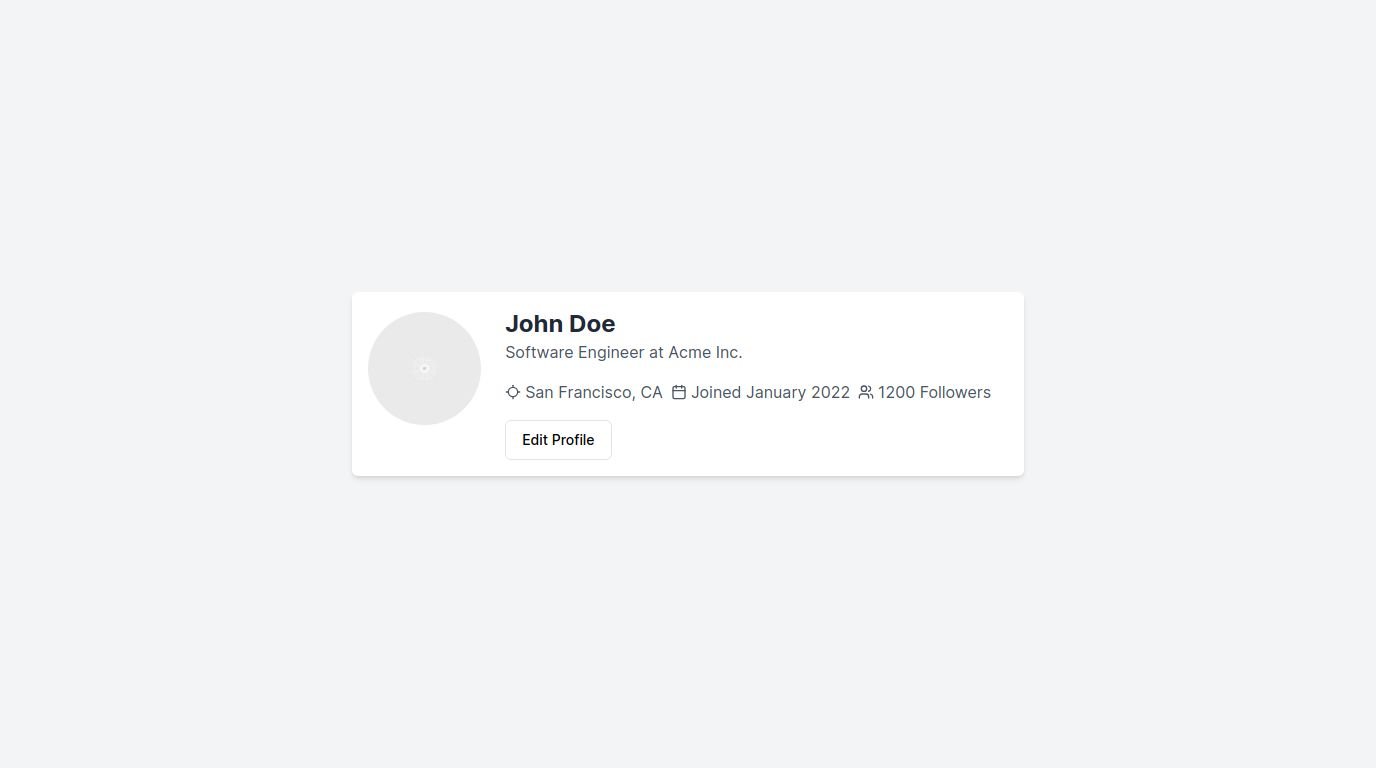 John Doe
Software Engineer at Acme Inc.
San Francisco, CA Joined January 2022 1200 Followers
Edit Profile